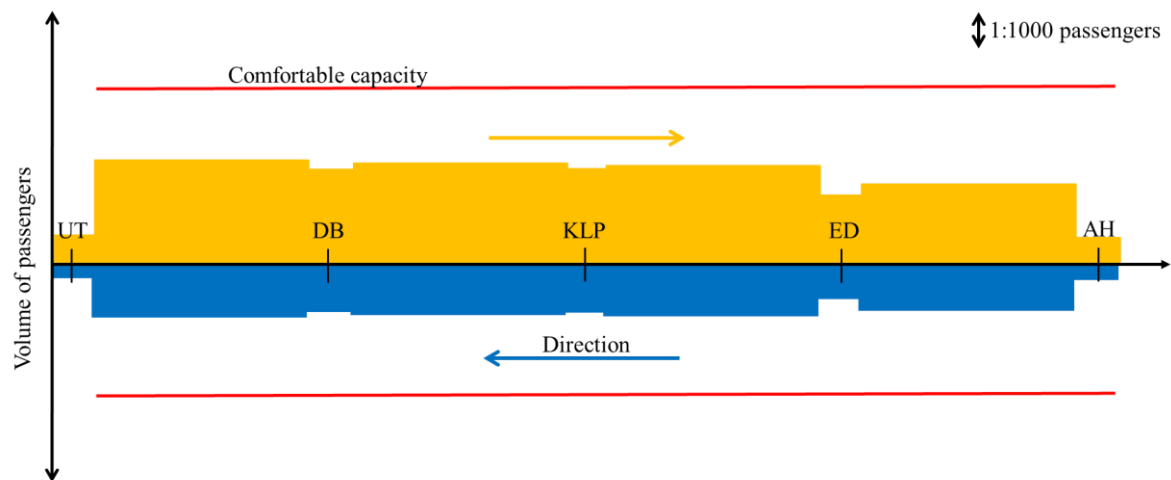 1:1000 passengers
Comfortable capacity
Volume of passengers
UT
DB
KLP
ED
AH
Direction